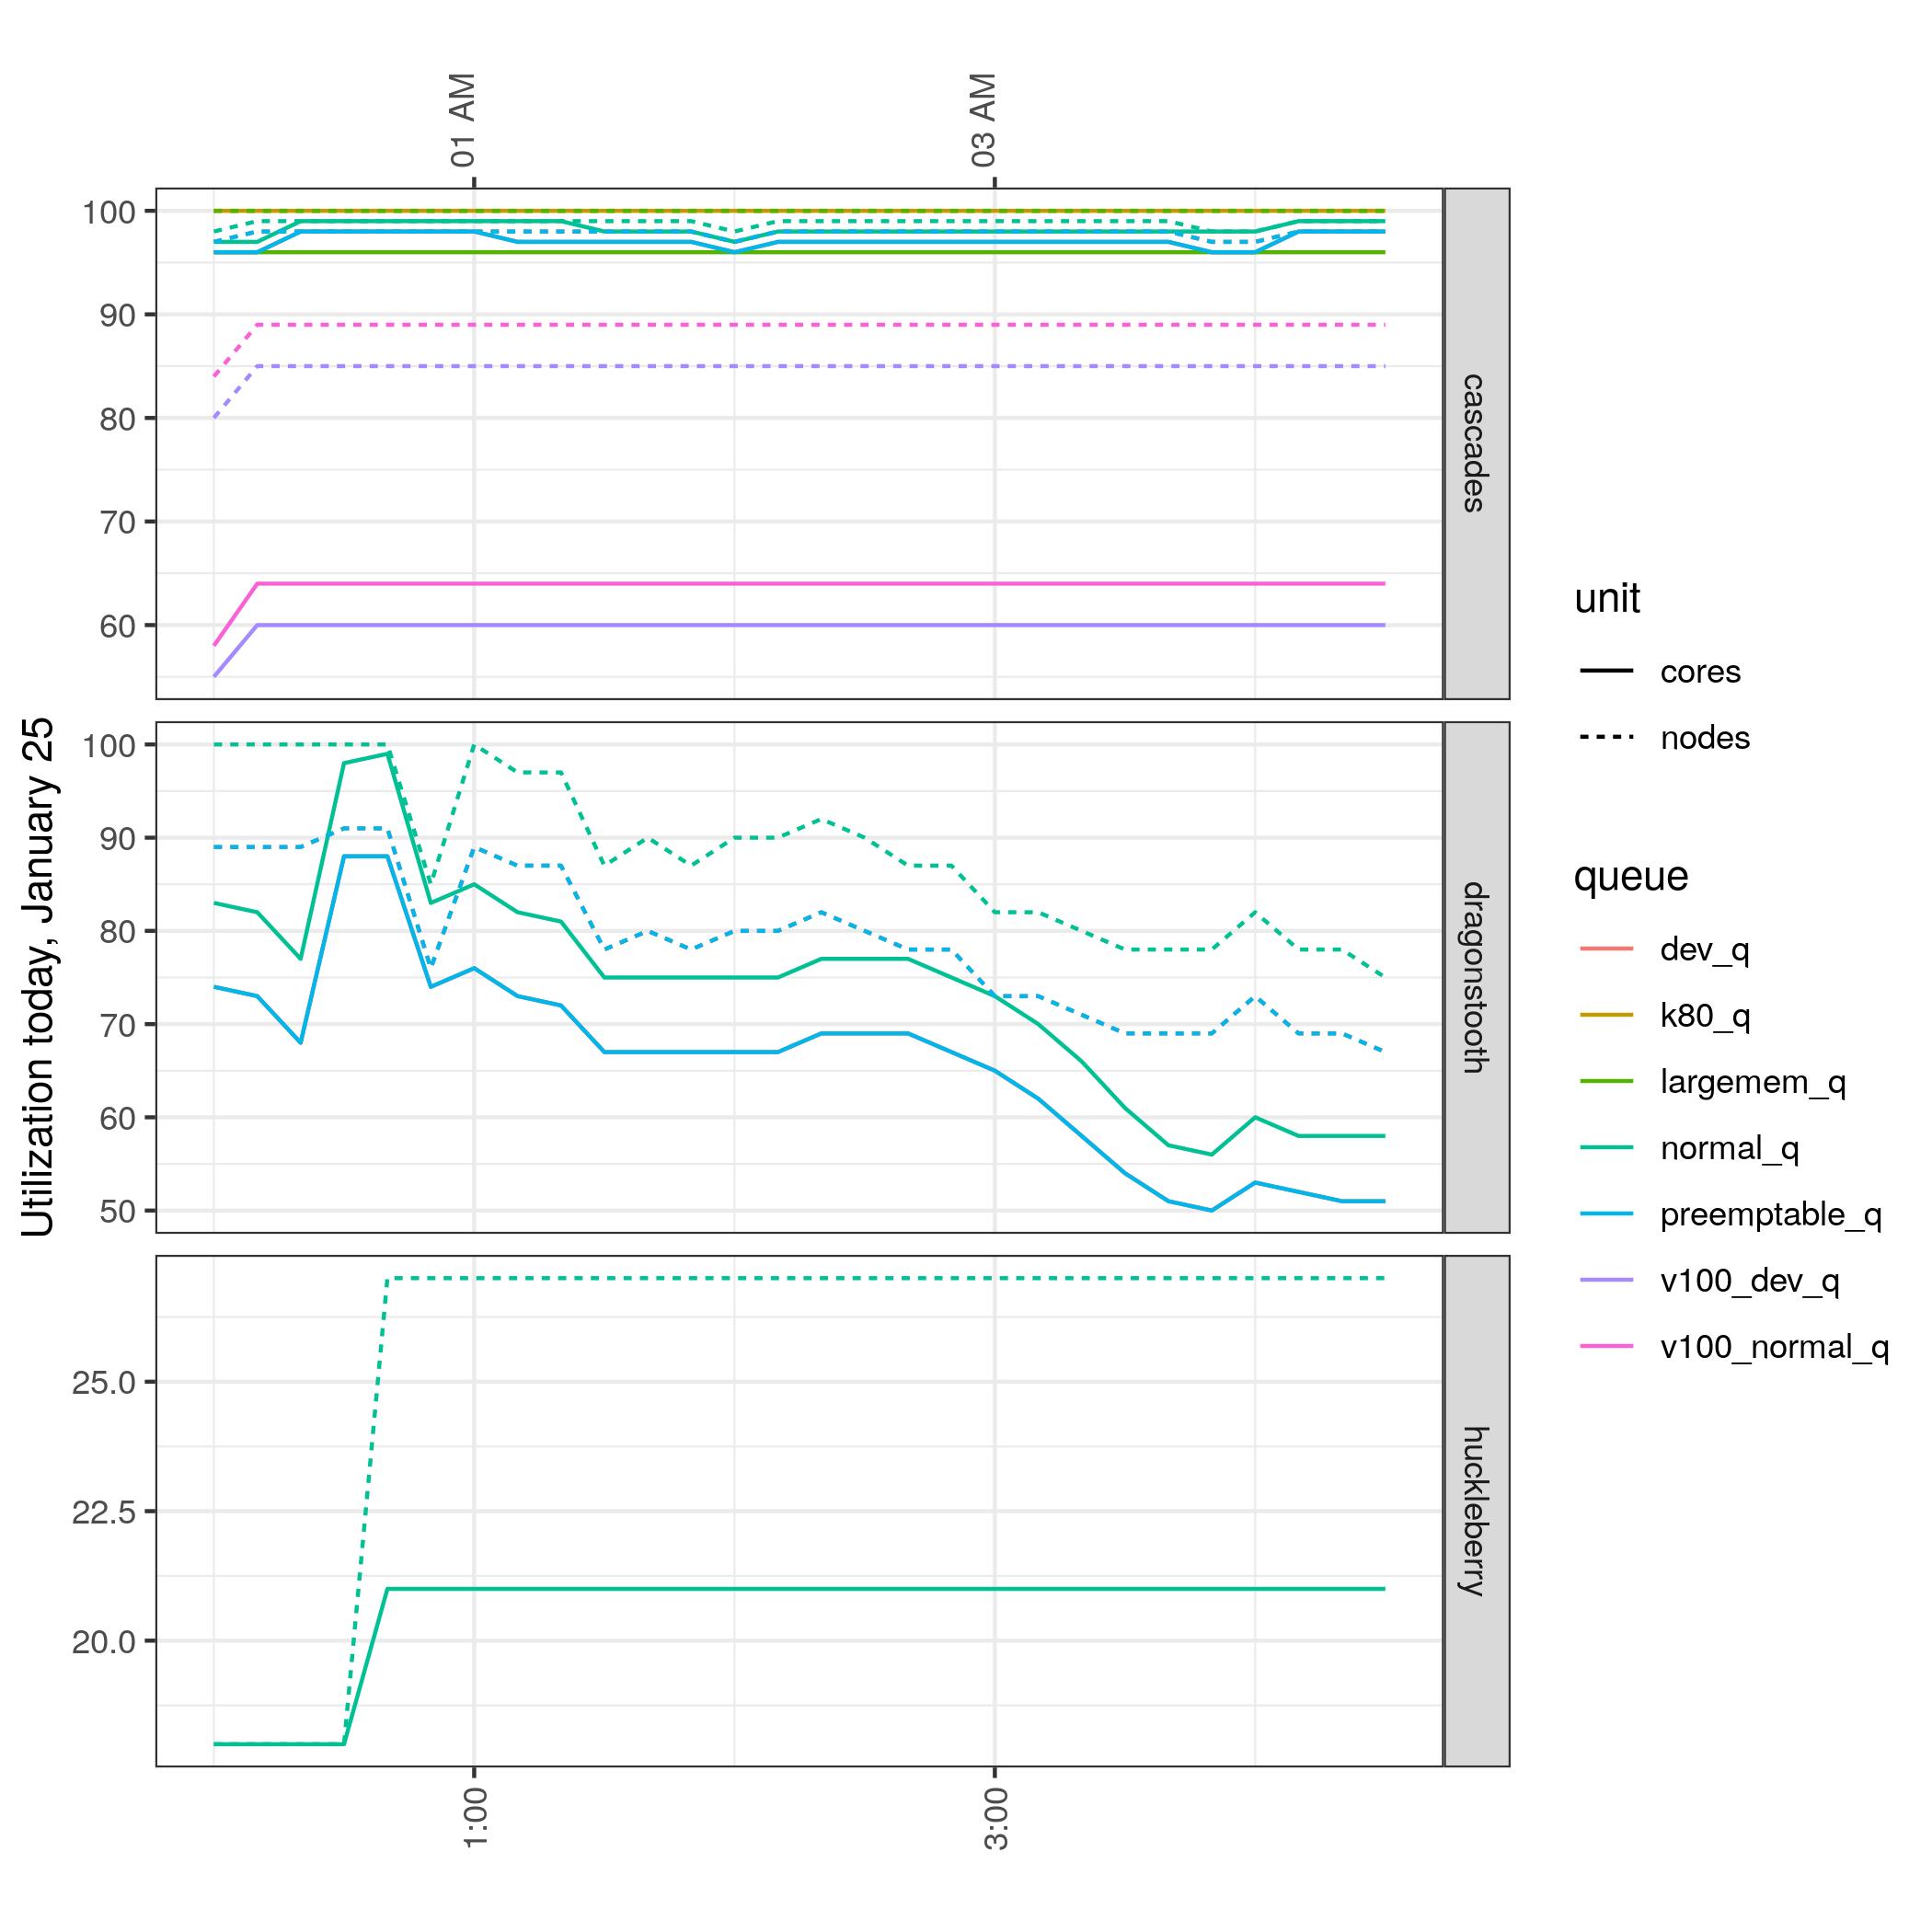 01 AM
03 AM
Utilization today, January 25
100
90
80
70
60
cascades
100
90
80
70
60
50
dragonstooth
25.0
22.5
20.0
huckleberry
1:00
3:00
unit
cores
nodes
queue
dev_q
k80_q
largemem_q
normal_q
preemptable_q
v100_dev_q
v100_normal_q